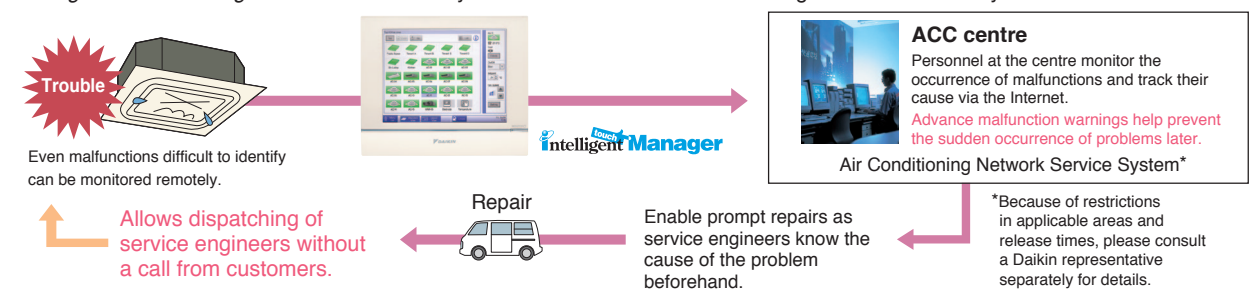 Trouble
Even malfunctions difficult to identify
can be monitored remotely.
intelligent touch Manager
ACC centre
Personnel at the centre monitor the
occurrence of malfunctions and track their
cause via the Internet.
Advance malfunction warnings help prevent
the sudden occurrence of problems later.
Air Conditioning Network Service System*
*Because of restrictions
in applicable areas and
release times, please consult
a Daikin representative
separately for details.
Enable prompt repairs as
service engineers know the
cause of the problem
beforehand.
Repair
Allows dispatching of
service engineers without
a call from customers.